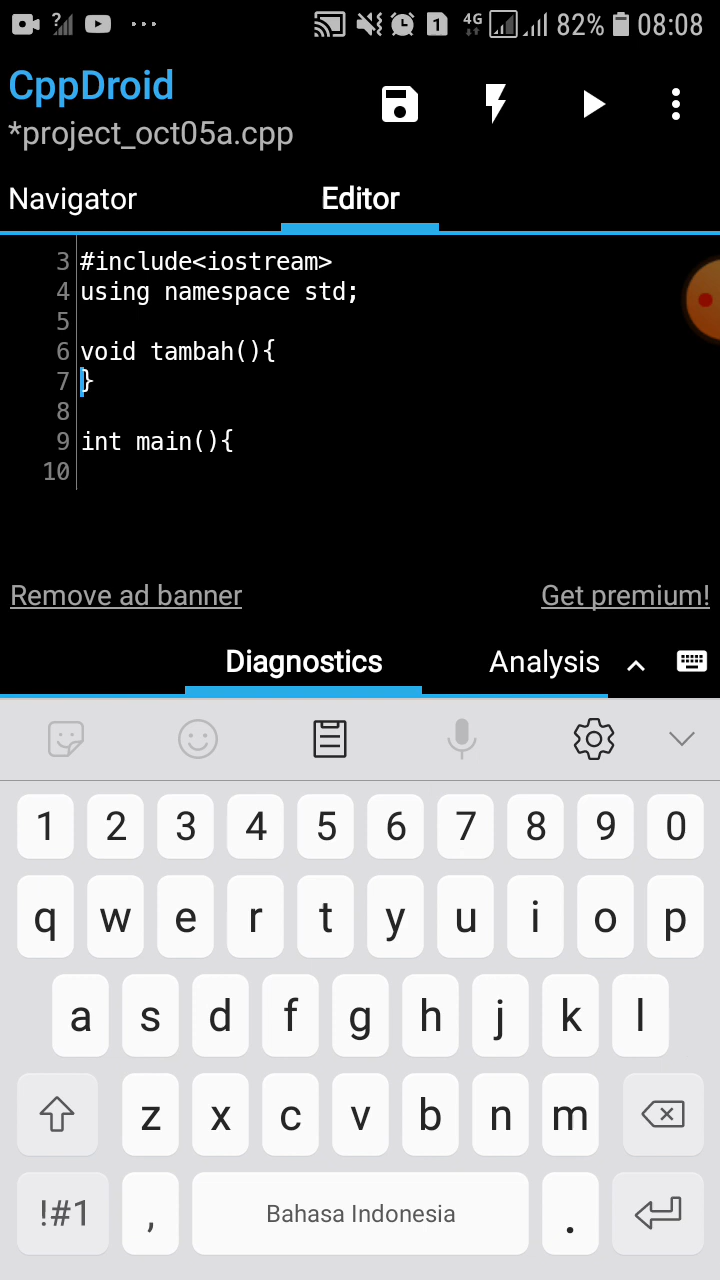 ? 1 4G 82% 08:08
CppDroid
*project_oct05a.cpp
Navigator Editor
3 #include<iostream>
4 using namespace std;
5
6 void tambah(){
7 }
8
9 int main(){
10
Remove ad banner Get premium!
Diagnostics Analysis
1 2 3 4 5 6 7 8 9 0
q w e r t y u i o p
a s d f g h j k l
z x c v b n m
!#1 , Bahasa Indonesia .